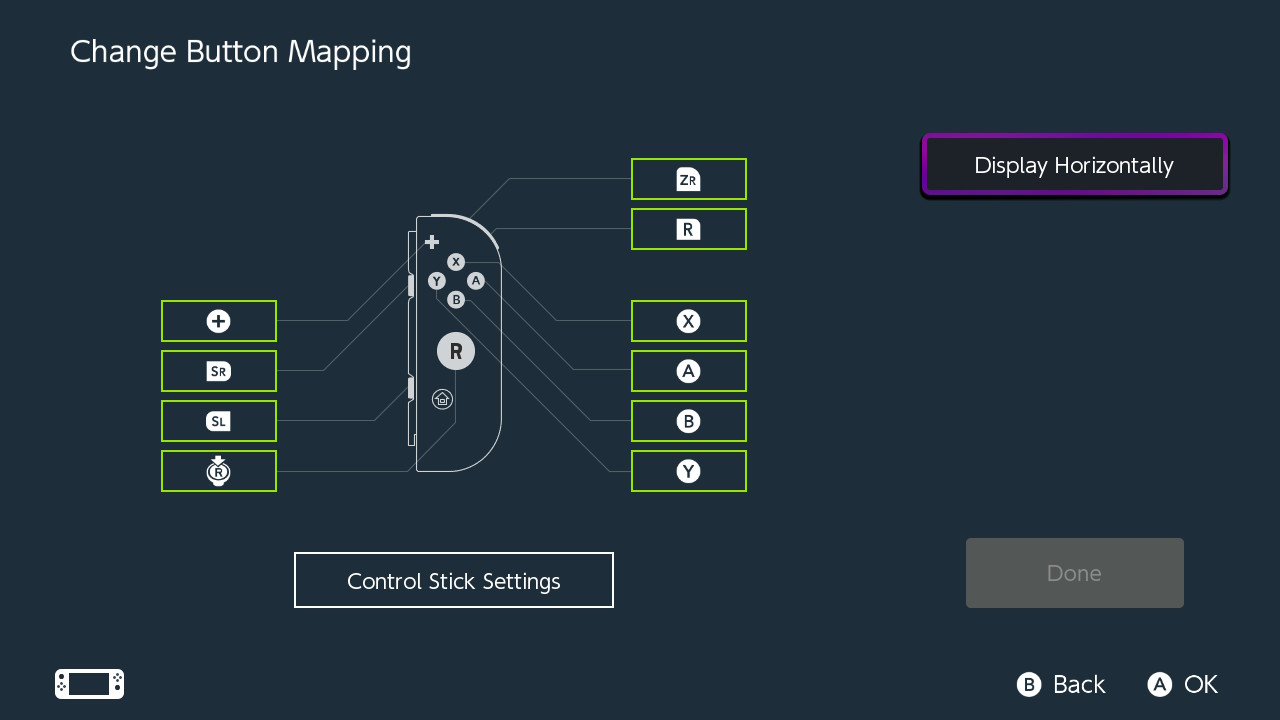 Change Button Mapping
ZR
Display Horizontally
R
X
Y A
B
+
X
SR
R
A
SL
B
R
Y
Control Stick Settings
Done
B Back A OK